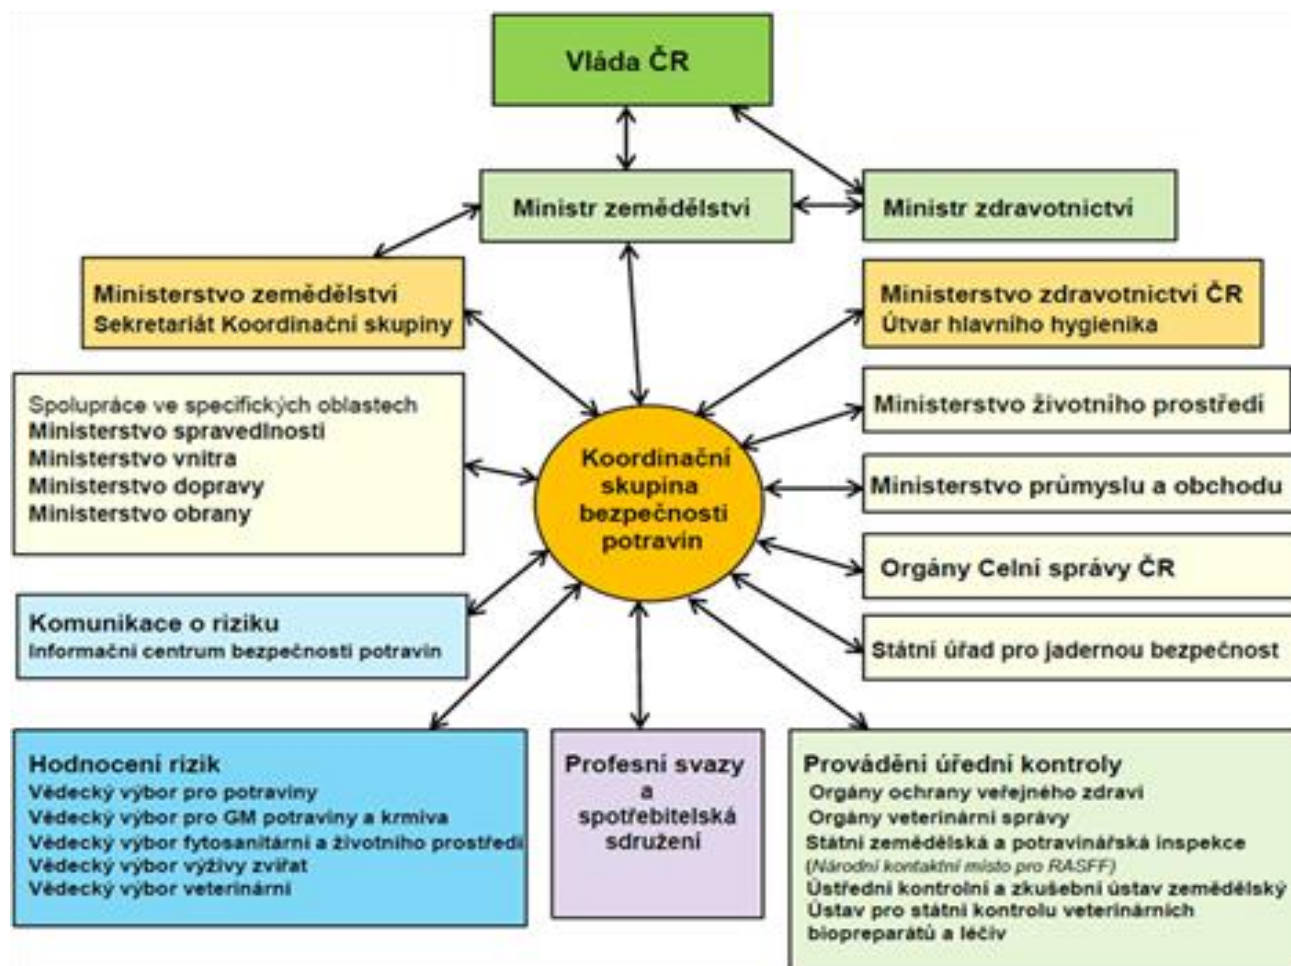 Vláda ČR
Ministr zemědělství
Ministr zdravotnictví
Ministerstvo zemědělství
Sekretariát Koordinační skupiny
Ministerstvo zdravotnictví ČR
Útvar hlavního hygienika
Spolupráce ve specifických oblastech
Ministerstvo spravedlnosti
Ministerstvo vnitra
Ministerstvo dopravy
Ministerstvo obrany
Koordinační
skupina
bezpečnosti
potravin
Ministerstvo životního prostředí
Ministerstvo průmyslu a obchodu
Orgány Celní správy ČR
Státní úřad pro jadernou bezpečnost
Komunikace o riziku
Informační centrum bezpečnosti potravin
Hodnocení rizik
Vědecký výbor pro potraviny
Vědecký výbor pro GM potraviny a krmiva
Vědecký výbor fytosanitární a životního prostředí
Vědecký výbor výživy zvířat
Vědecký výbor veterinární
Profesní svazy
a
spotřebitelská
sdružení
Provádění úřední kontroly
Orgány ochrany veřejného zdraví
Orgány veterinární správy
Státní zemědělská a potravinářská inspekce
(Národní kontaktní místo pro RASFF)
Ústřední kontrolní a zkušební ústav zemědělský
Ústav pro státní kontrolu veterinárních
biopreparátů a léčiv